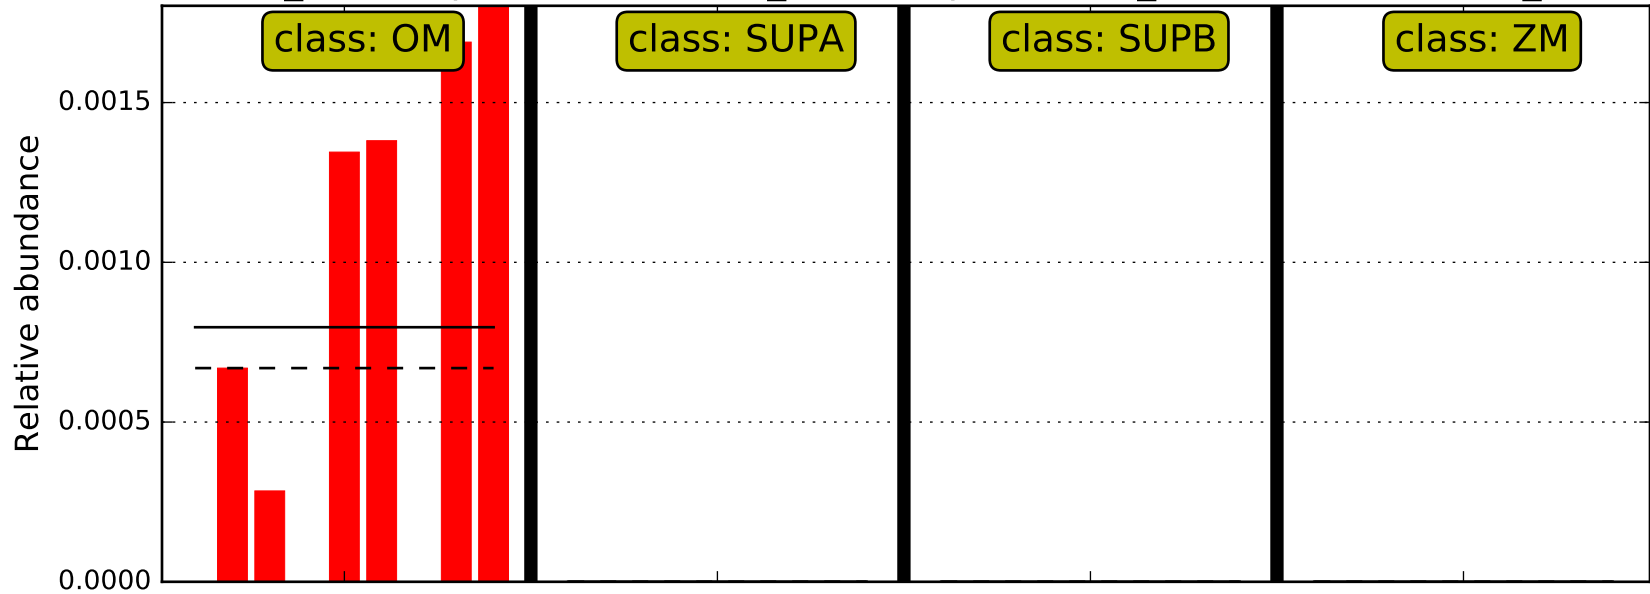 class: OM
class: SUPA
class: SUPB
class: ZM
Relative abundance
0.0015
0.0010
0.0005
0.0000